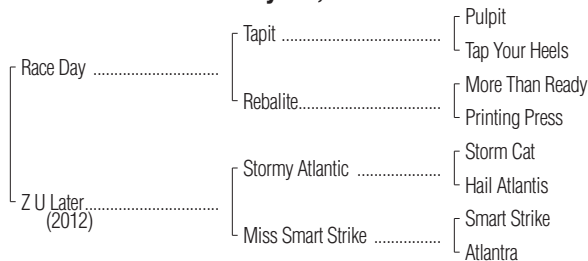 Pulpit
Tapit
Tap Your Heels
Race Day
More Than Ready
Rebalite
Printing Press
Storm Cat
Stormy Atlantic
Hail Atlantis
Z U Later
(2012)
Smart Strike
Miss Smart Strike
Atlantra